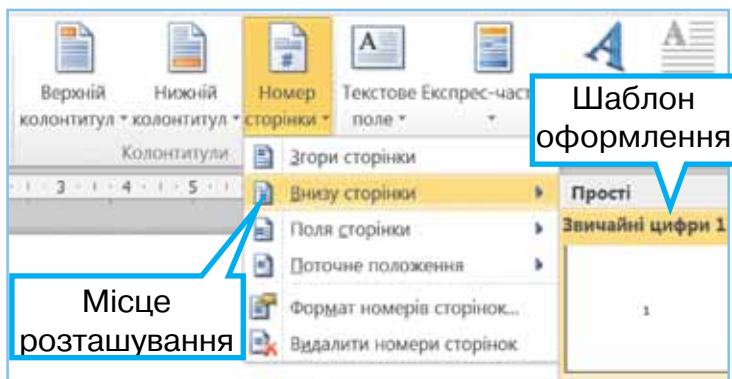 Верхній
колонтитул
Нижній
колонтитул
Номер
сторінки
Текстове
поле
Експрес-част
Колонтитули
Шаблон
оформлення
3 4 5
Згори сторінки
Внизу сторінки
Поля сторінки
Поточне положення
Формат номерів сторінок...
Видалити номери сторінок
Прості
Звичайні цифри 1
1
Місце
розташування